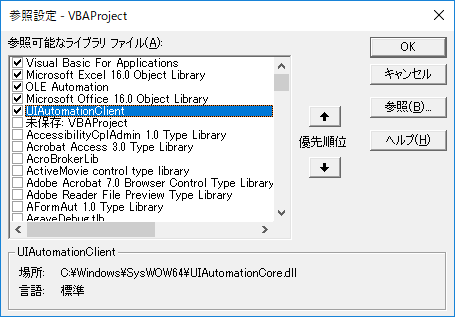 参照設定 - VBAProject
参照可能なライブラリ ファイル(A):
Visual Basic For Applications
Microsoft Excel 16.0 Object Library
OLE Automation
Microsoft Office 16.0 Object Library
UIAutomationClient
未保存: VBAProject
AccessibilityCplAdmin 1.0 Type Library
Acrobat Access 3.0 Type Library
AcroBrokerLib
ActiveMovie control type library
Adobe Acrobat 7.0 Browser Control Type Library
Adobe Reader File Preview Type Library
AFormAut 1.0 Type Library
AgaveDebug.tlb
OK
キャンセル
参照(B)...
優先順位
ヘルプ(H)
UIAutomationClient
場所: C:¥Windows¥SysWOW64¥UIAutomationCore.dll
言語: 標準